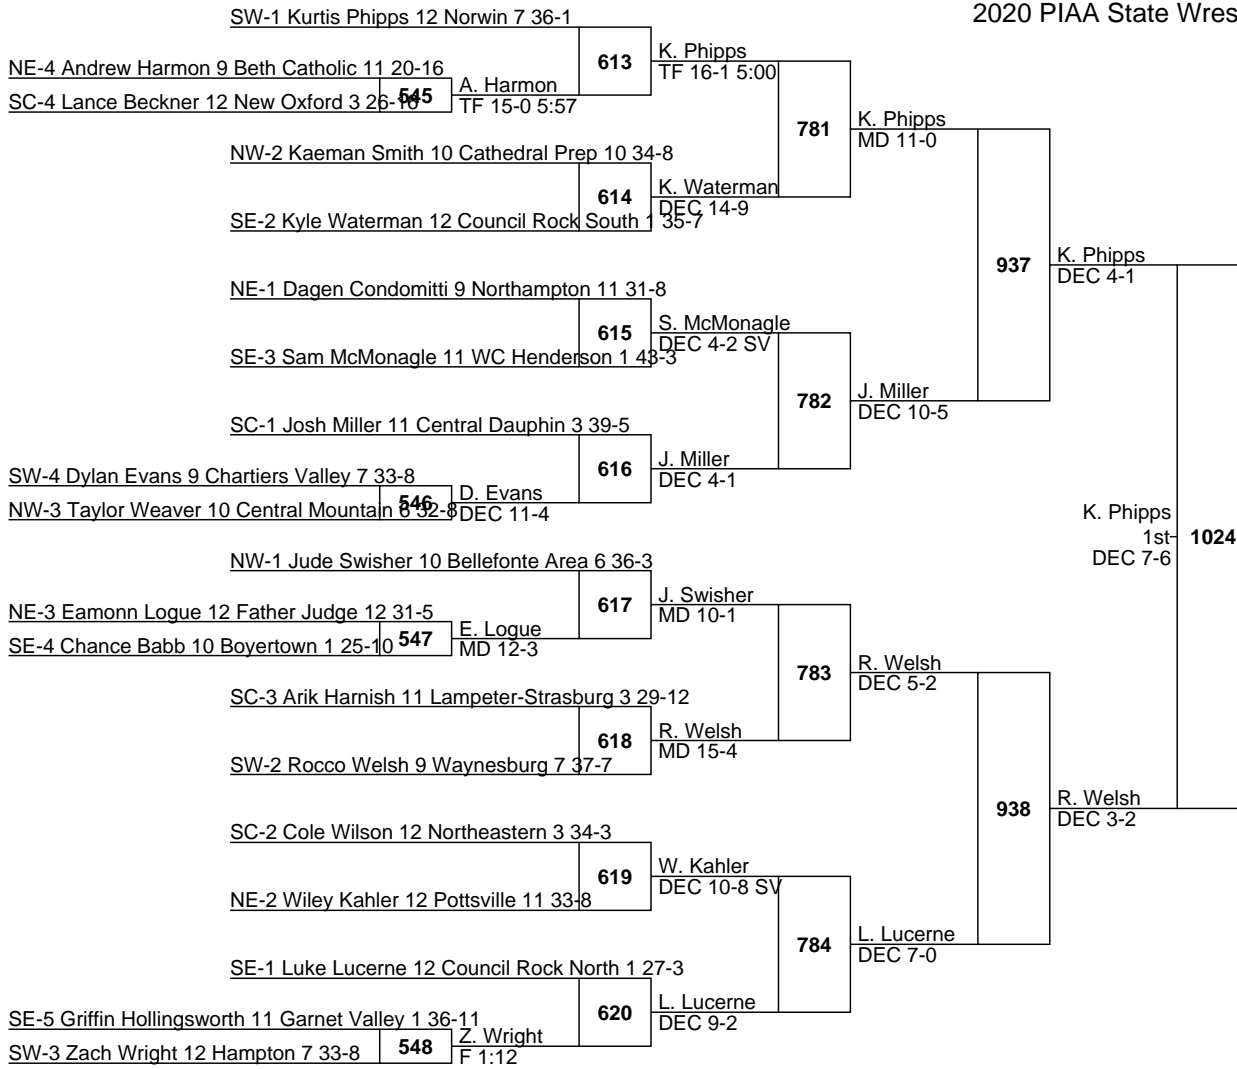 2020 PIAA State Wres
SW-1 Kurtis Phipps 12 Norwin 7 36-1
613
K. Phipps
TF 16-1 5:00
NE-4 Andrew Harmon 9 Beth Catholic 11 20-16
545
A. Harmon
TF 15-0 5:57
SC-4 Lance Beckner 12 New Oxford 3 26-16
781
K. Phipps
MD 11-0
NW-2 Kaeman Smith 10 Cathedral Prep 10 34-8
614
K. Waterman
DEC 14-9
SE-2 Kyle Waterman 12 Council Rock South 1 35-7
937
K. Phipps
DEC 4-1
NE-1 Dagen Condomitti 9 Northampton 11 31-8
615
S. McMonagle
DEC 4-2 SV
SE-3 Sam McMonagle 11 WC Henderson 1 43-3
782
J. Miller
DEC 10-5
SC-1 Josh Miller 11 Central Dauphin 3 39-5
616
J. Miller
DEC 4-1
SW-4 Dylan Evans 9 Chartiers Valley 7 33-8
546
D. Evans
DEC 11-4
NW-3 Taylor Weaver 10 Central Mountain 6 32-8
K. Phipps
1st
DEC 7-6
1024
NW-1 Jude Swisher 10 Bellefonte Area 6 36-3
617
J. Swisher
MD 10-1
NE-3 Eamonn Logue 12 Father Judge 12 31-5
547
E. Logue
MD 12-3
SE-4 Chance Babb 10 Boyertown 1 25-10
783
R. Welsh
DEC 5-2
SC-3 Arik Harnish 11 Lampeter-Strasburg 3 29-12
618
R. Welsh
MD 15-4
SW-2 Rocco Welsh 9 Waynesburg 7 37-7
938
R. Welsh
DEC 3-2
SC-2 Cole Wilson 12 Northeastern 3 34-3
619
W. Kahler
DEC 10-8 SV
NE-2 Wiley Kahler 12 Pottsville 11 33-8
784
L. Lucerne
DEC 7-0
SE-1 Luke Lucerne 12 Council Rock North 1 27-3
620
L. Lucerne
DEC 9-2
SE-5 Griffin Hollingsworth 11 Garnet Valley 1 36-11
548
Z. Wright
F 1:12
SW-3 Zach Wright 12 Hampton 7 33-8